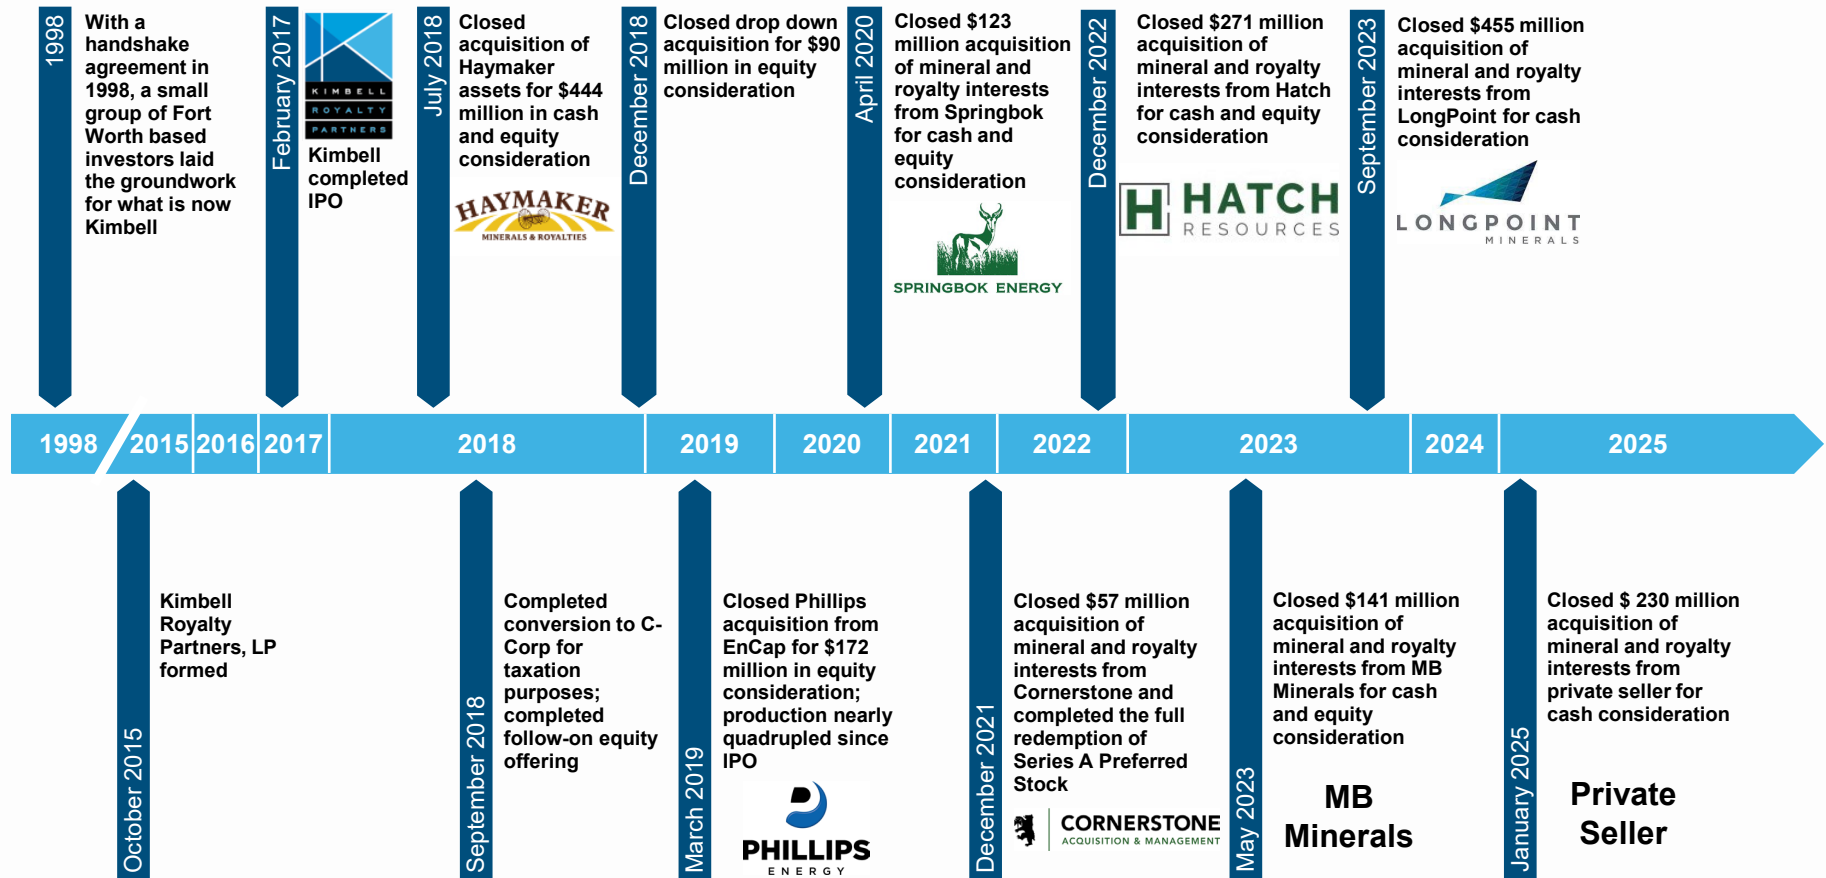 1998
With a
handshake
agreement in
1998, a small
group of Fort
Worth based
investors laid
the groundwork
for what is now
Kimbell
February 2017
KIMBELL
ROYALTY
PARTNERS
Kimbell
completed
IPO
July 2018
Closed
acquisition of
Haymaker
assets for $444
million in cash
and equity
consideration
HAYMAKER
MINERALS & ROYALTIES
December 2018
Closed drop down
acquisition for $90
million in equity
consideration
April 2020
Closed $123
million acquisition
of mineral and
royalty interests
from Springbok
for cash and
equity
consideration
SPRINGBOK ENERGY
December 2022
Closed $271 million
acquisition of
mineral and royalty
interests from Hatch
for cash and equity
consideration
H HATCH
RESOURCES
September 2023
Closed $455 million
acquisition of
mineral and royalty
interests from
LongPoint for cash
consideration
LONGPOINT
MINERALS
1998 2015 2016 2017 2018 2019 2020 2021 2022 2023 2024 2025
October 2015
Kimbell
Royalty
Partners, LP
formed
September 2018
Completed
conversion to C-
Corp for
taxation
purposes;
completed
follow-on equity
offering
March 2019
Closed Phillips
acquisition from
EnCap for $172
million in equity
consideration;
production nearly
quadrupled since
IPO
PHILLIPS
ENERGY
December 2021
Closed $57 million
acquisition of
mineral and royalty
interests from
Cornerstone and
completed the full
redemption of
Series A Preferred
Stock
CORNERSTONE
ACQUISITION & MANAGEMENT
May 2023
Closed $141 million
acquisition of
mineral and royalty
interests from MB
Minerals for cash
and equity
consideration
MB
Minerals
January 2025
Closed $ 230 million
acquisition of
mineral and royalty
interests from
private seller for
cash consideration
Private
Seller